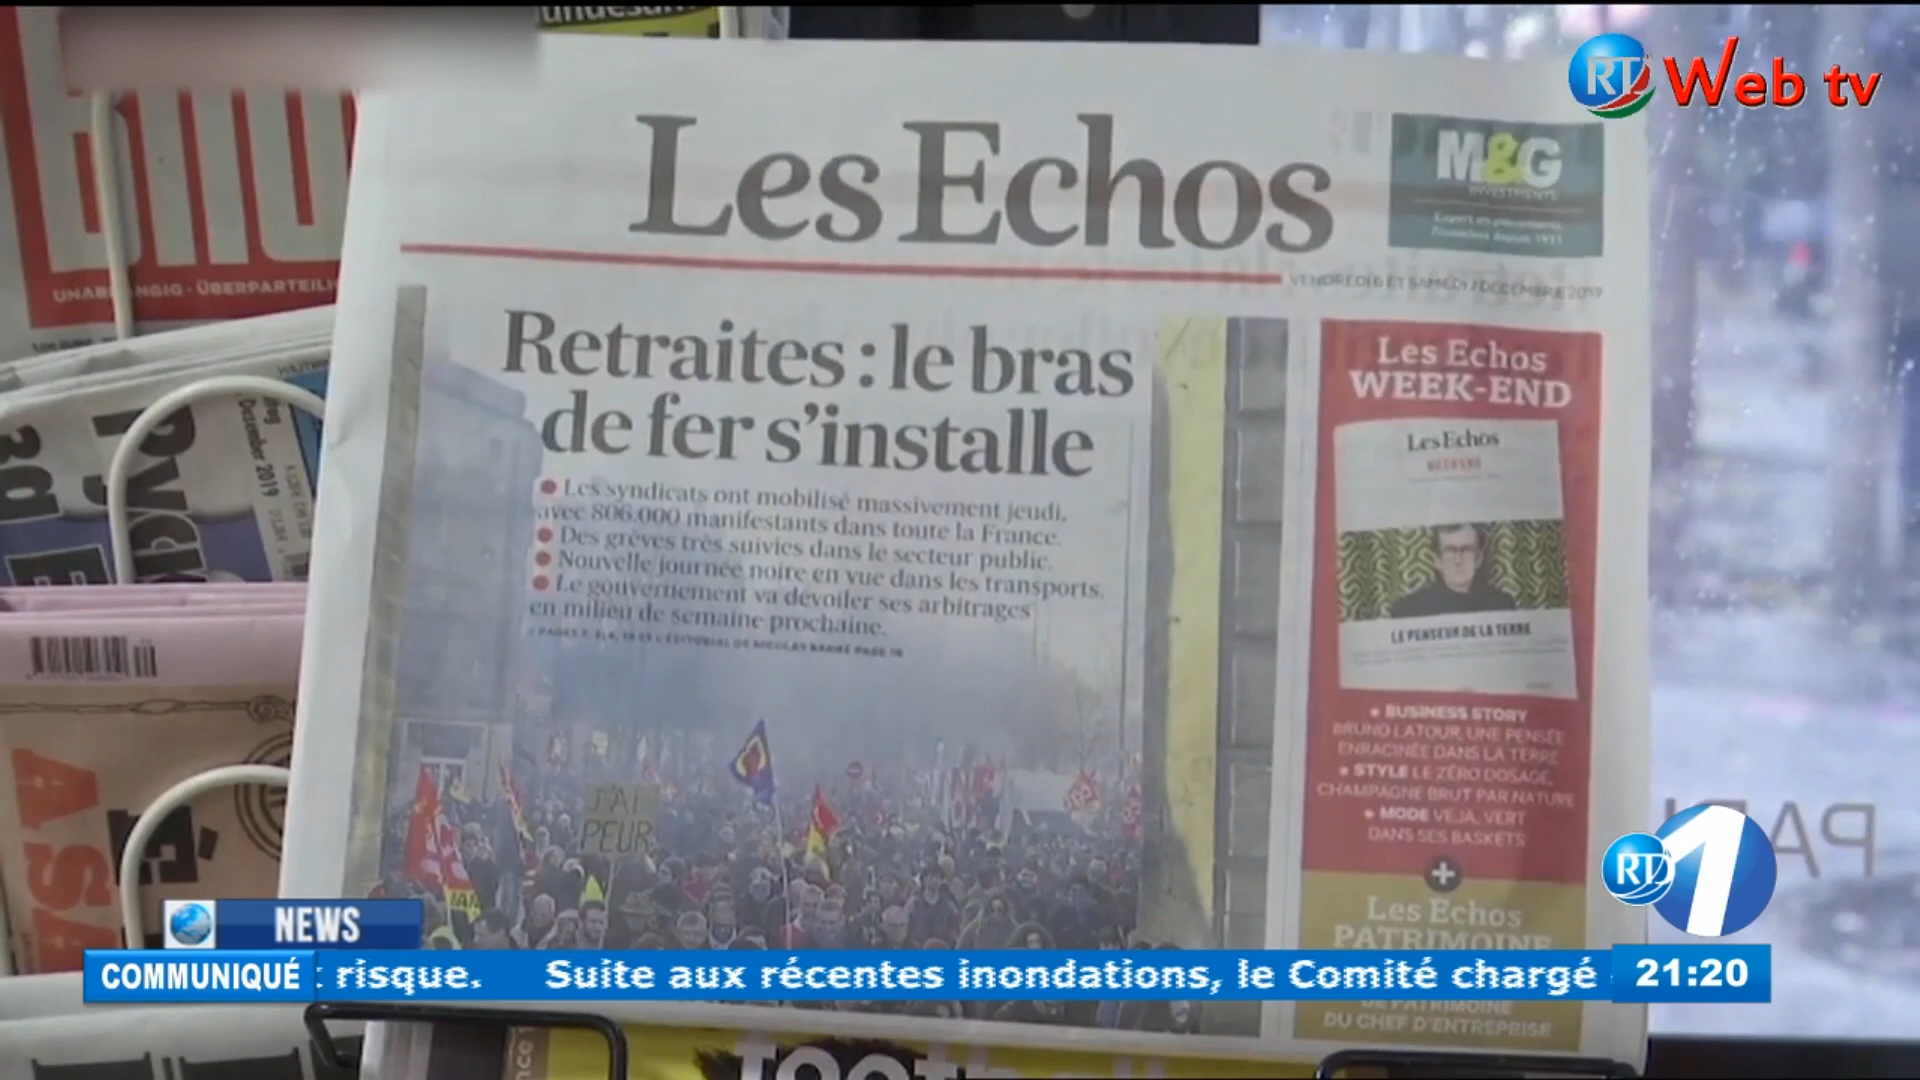 RT Web tv
Les Echos
M&G
INVESTMENTS
VENDREDI 6 ET SAMEDI 7 DÉCEMBRE 2019
UNABHÄNGIG · ÜBERPARTEILI
Retraites : le bras
de fer s'installe
Les syndicats ont mobilisé massivement jeudi,
avec 806.000 manifestants dans toute la France.
Des grèves très suivies dans le secteur public.
Nouvelle journée noire en vue dans les transports.
Le gouvernement va dévoiler ses arbitrages
en milieu de semaine prochaine.
December 2019
J'AI
PEUR
Les Echos
WEEK-END
Les Echos
LE PENSEUR DE LA TERRE
• BUSINESS STORY
BRUNO LATOUR, UNE PENSÉE
ENRACINÉE DANS LA TERRE
• STYLE LE ZÉRO DOSAGE,
CHAMPAGNE BRUT PAR NATURE
• MODE VEJA, VERT
DANS SES BASKETS
+
Les Echos
PATRIMOINE
DE PATRIMOINE
DU CHEF D'ENTREPRISE
RT 1
NEWS
COMMUNIQUÉ
risque. Suite aux récentes inondations, le Comité chargé
21:20